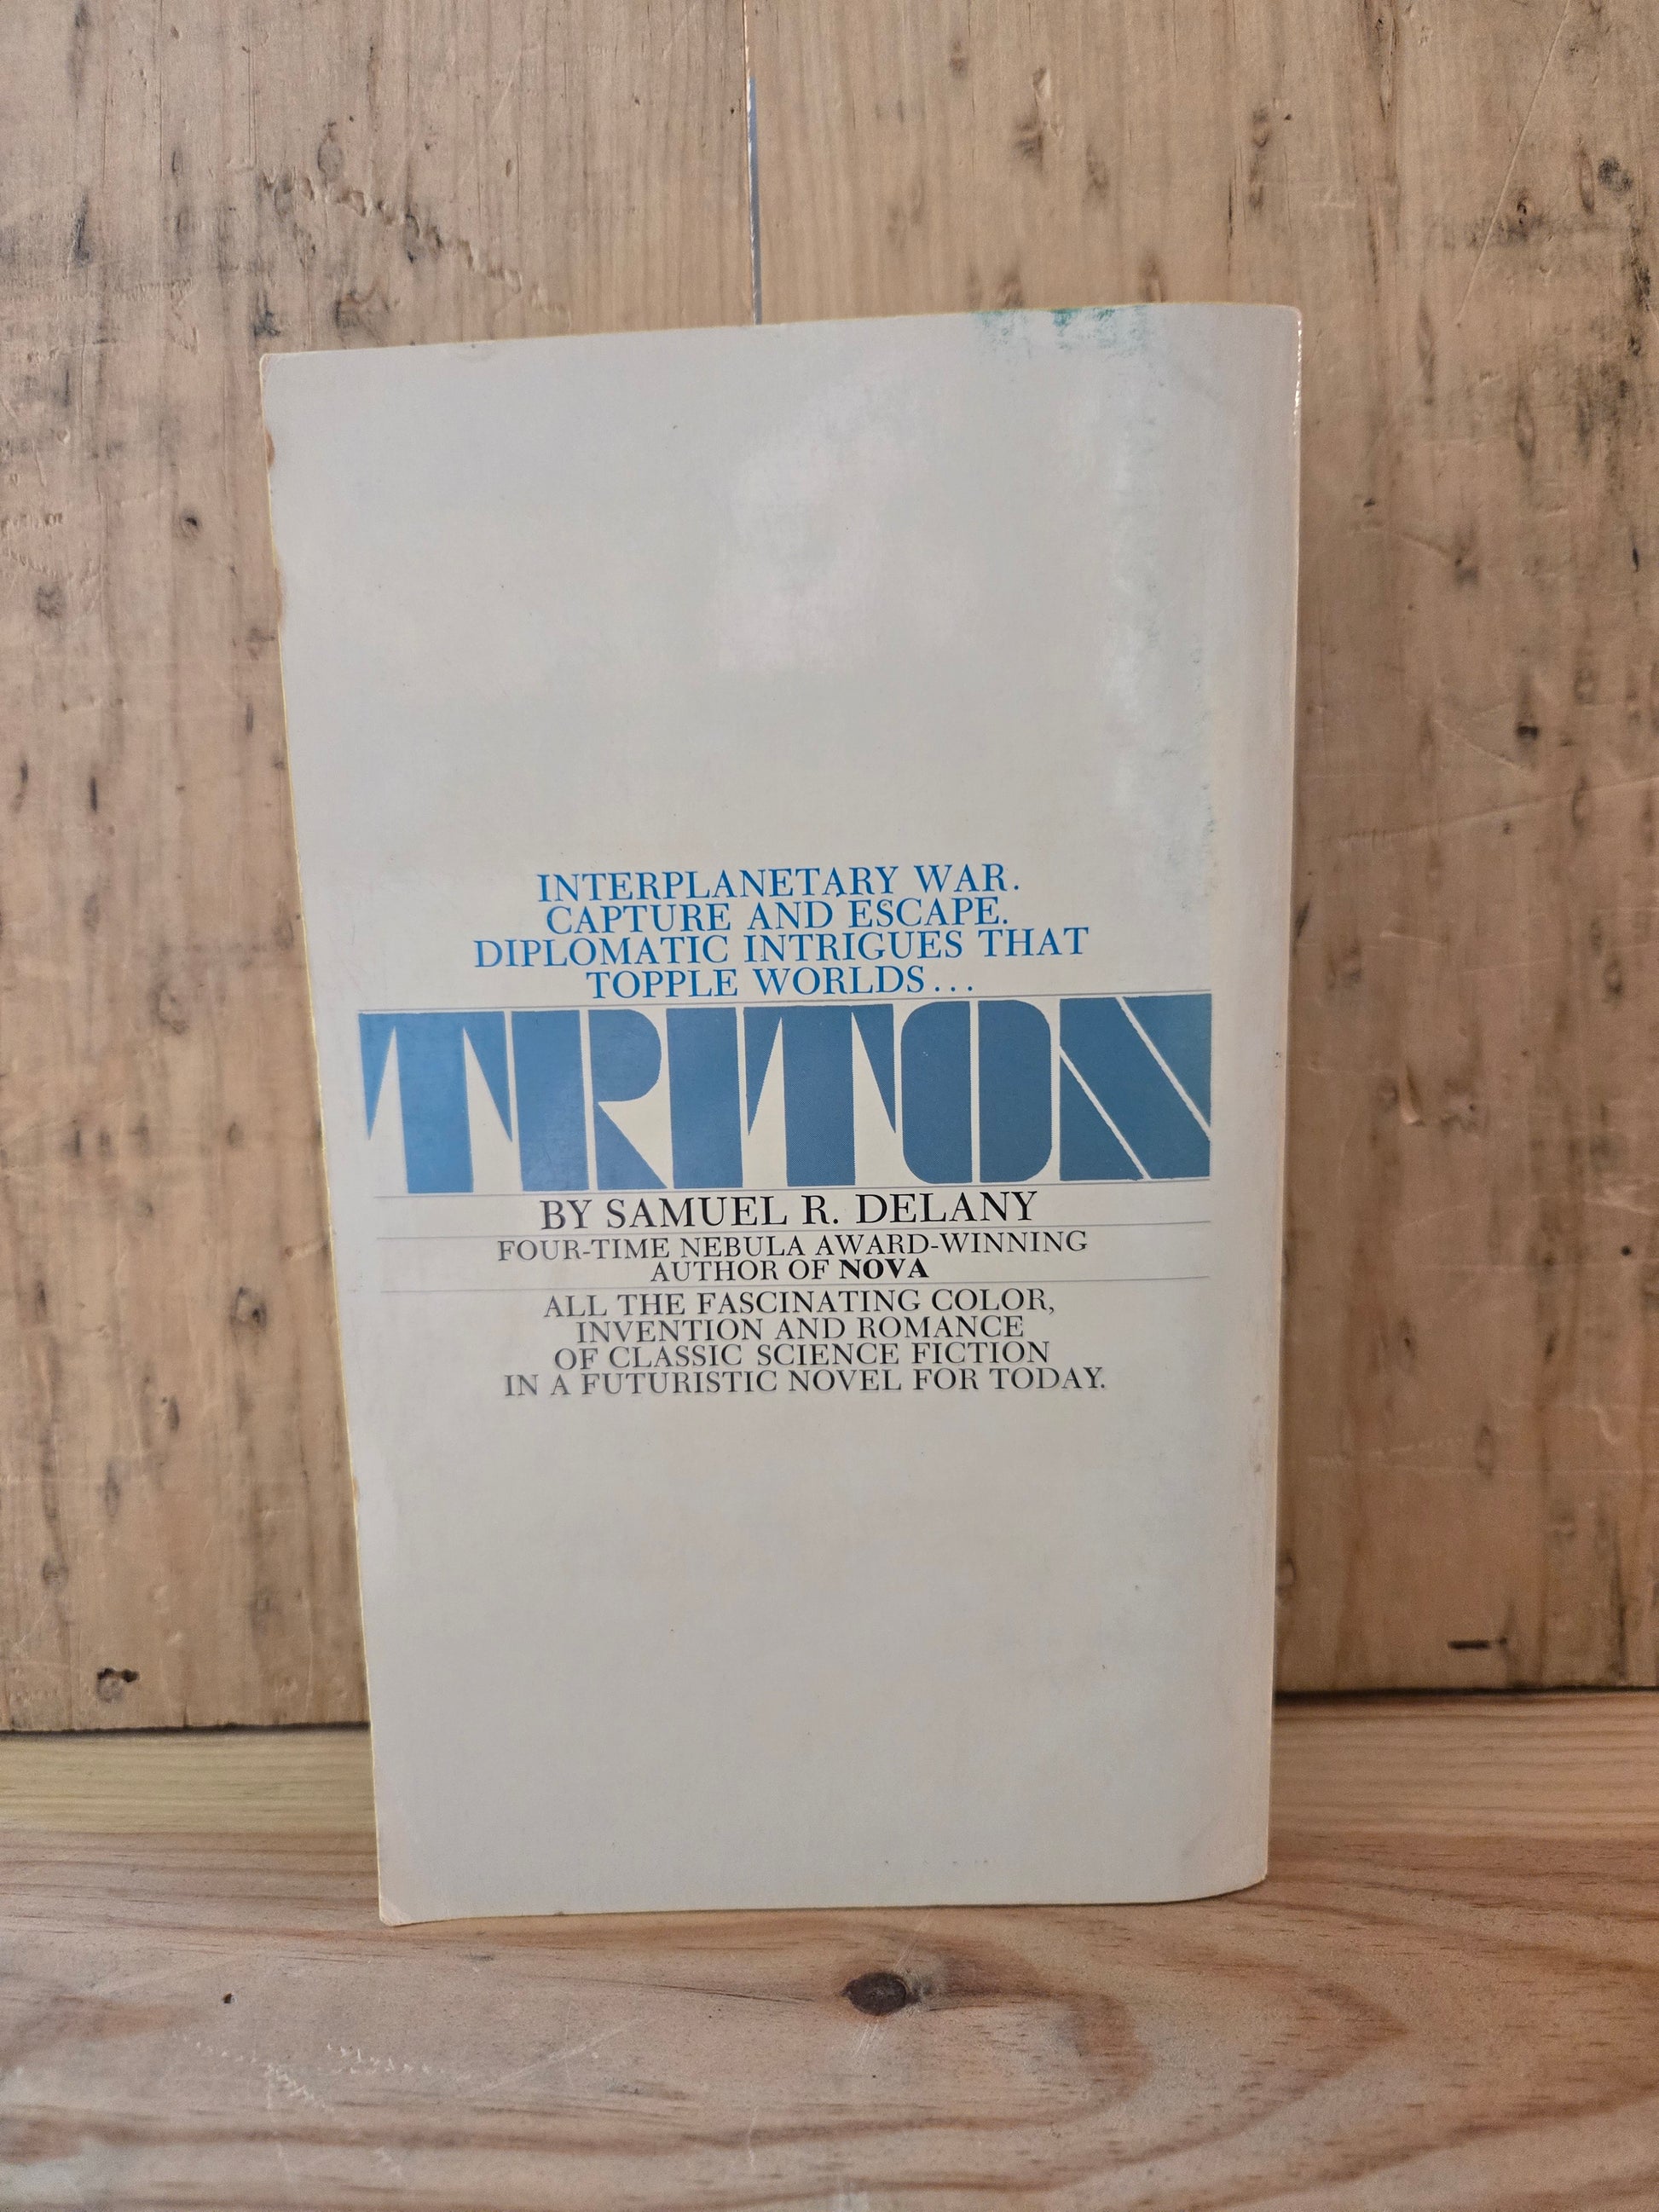 INTERPLANETARY WAR.
CAPTURE AND ESCAPE.
DIPLOMATIC INTRIGUES THAT
TOPPLE WORLDS...
TRITON
BY SAMUEL R. DELANY
FOUR-TIME NEBULA AWARD-WINNING
AUTHOR OF NOVA
ALL THE FASCINATING COLOR,
INVENTION AND ROMANCE
OF CLASSIC SCIENCE FICTION
IN A FUTURISTIC NOVEL FOR TODAY.